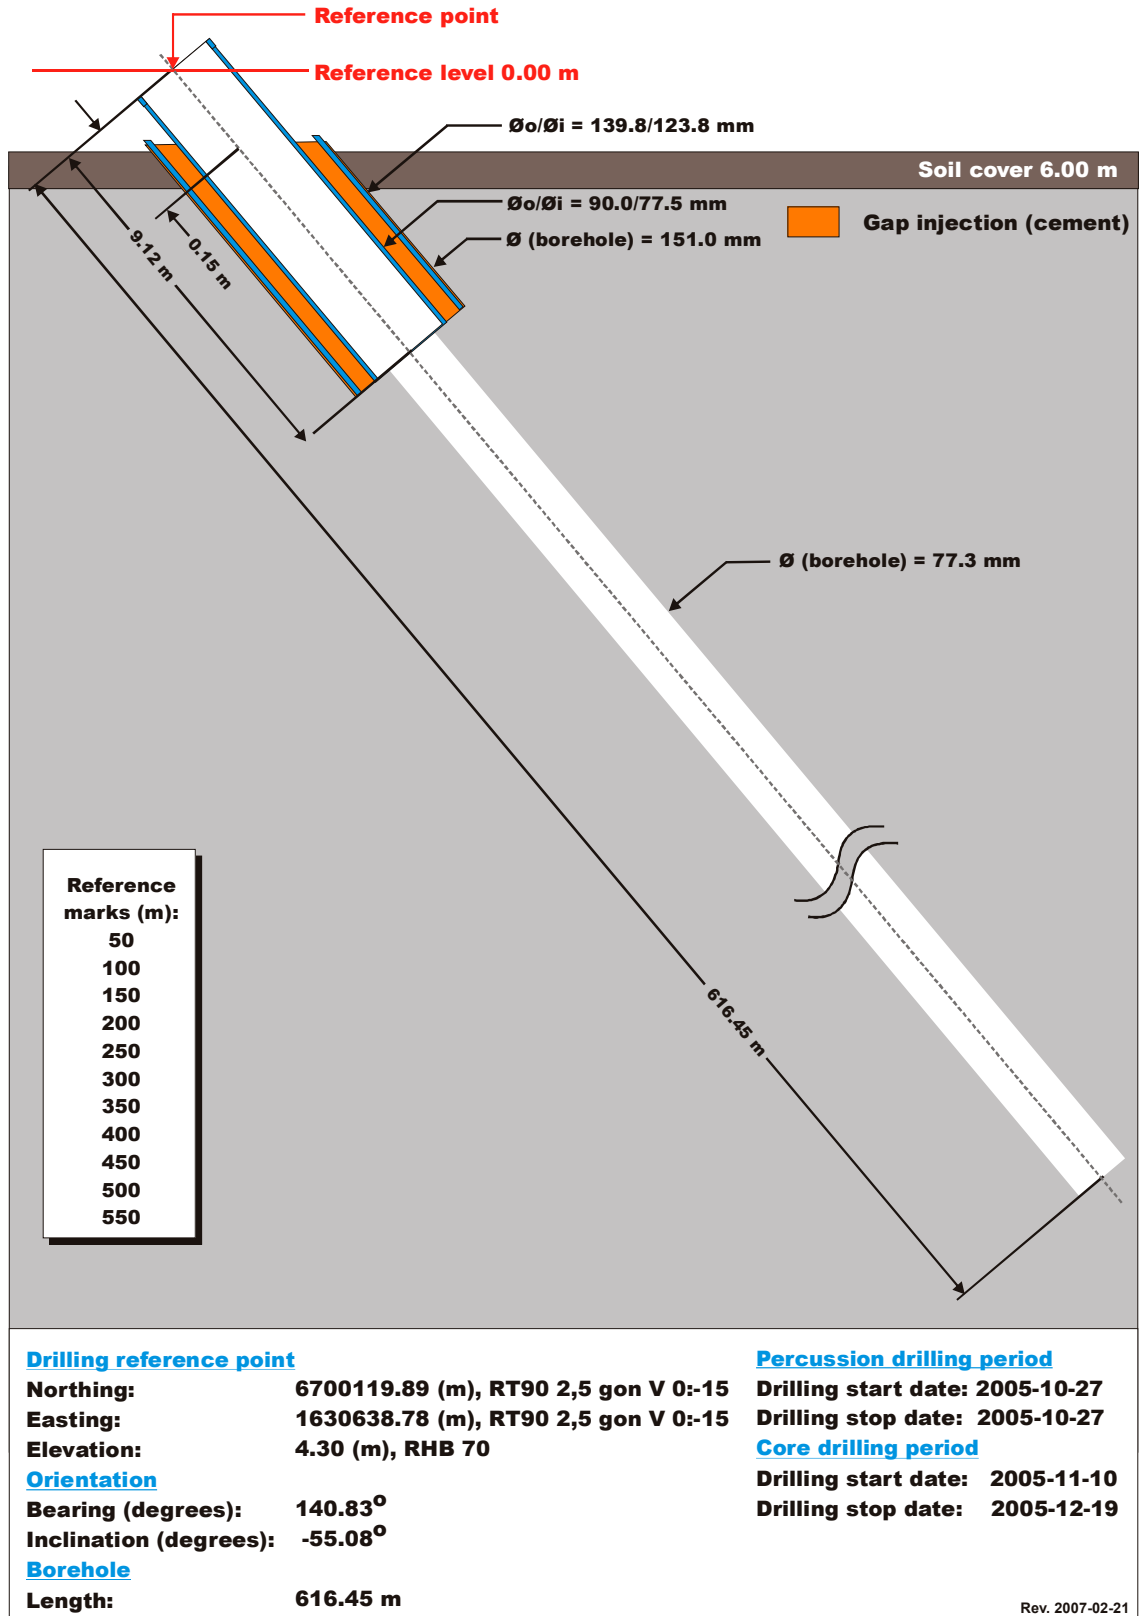 Reference point
Reference level 0.00 m
Øo/Øi = 139.8/123.8 mm
Soil cover 6.00 m
Øo/Øi = 90.0/77.5 mm
Gap injection (cement)
Ø (borehole) = 151.0 mm
9.12 m
0.15 m
Ø (borehole) = 77.3 mm
616.45 m
Reference
marks (m):
50
100
150
200
250
300
350
400
450
500
550
Drilling reference point
Northing: 6700119.89 (m), RT90 2,5 gon V 0:-15
Easting: 1630638.78 (m), RT90 2,5 gon V 0:-15
Elevation: 4.30 (m), RHB 70
Orientation
Bearing (degrees): 140.83°
Inclination (degrees): -55.08°
Borehole
Length: 616.45 m
Percussion drilling period
Drilling start date: 2005-10-27
Drilling stop date: 2005-10-27
Core drilling period
Drilling start date: 2005-11-10
Drilling stop date: 2005-12-19
Rev. 2007-02-21